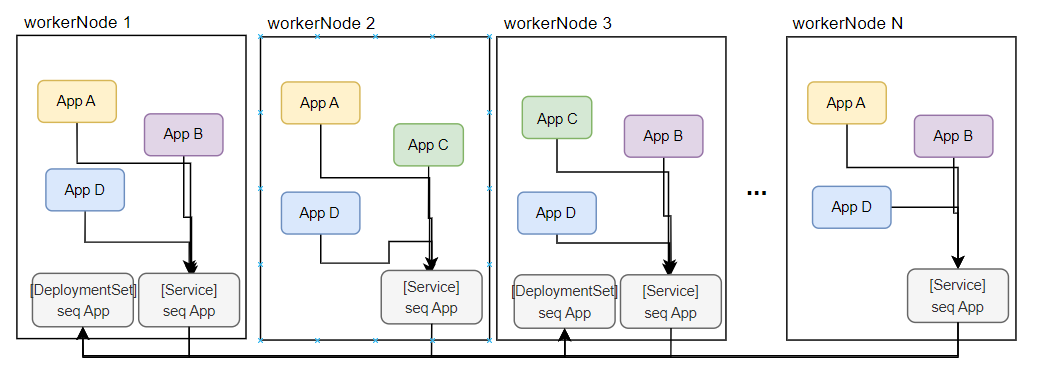 workerNode 1
App A
App B
App D
[DeploymentSet]
seq App
[Service]
seq App
workerNode 2
App A
App C
App D
[Service]
seq App
workerNode 3
App C
App B
App D
[DeploymentSet]
seq App
[Service]
seq App
...
workerNode N
App A
App B
App D
[Service]
seq App